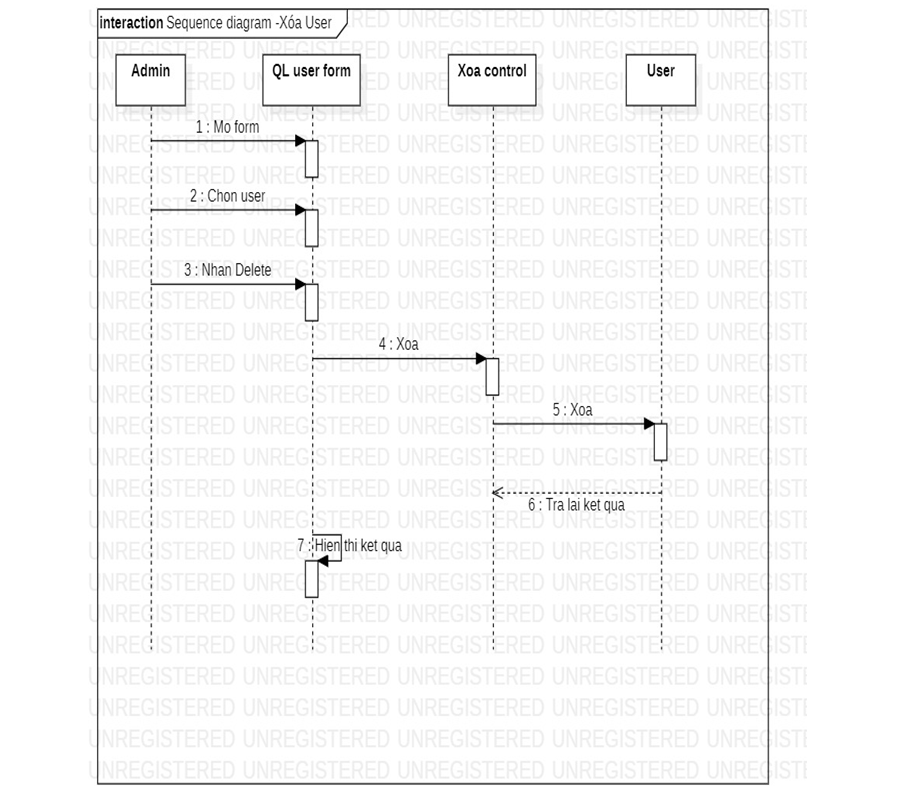 interaction Sequence diagram -Xóa User
Admin
QL user form
Xoa control
User
1 : Mo form
2 : Chon user
3 : Nhan Delete
4 : Xoa
5 : Xoa
6 : Tra lai ket qua
7 : Hien thi ket qua
UNREGISTERED UNREGISTERED UNREGISTERED UNREGISTERED UNREGISTE